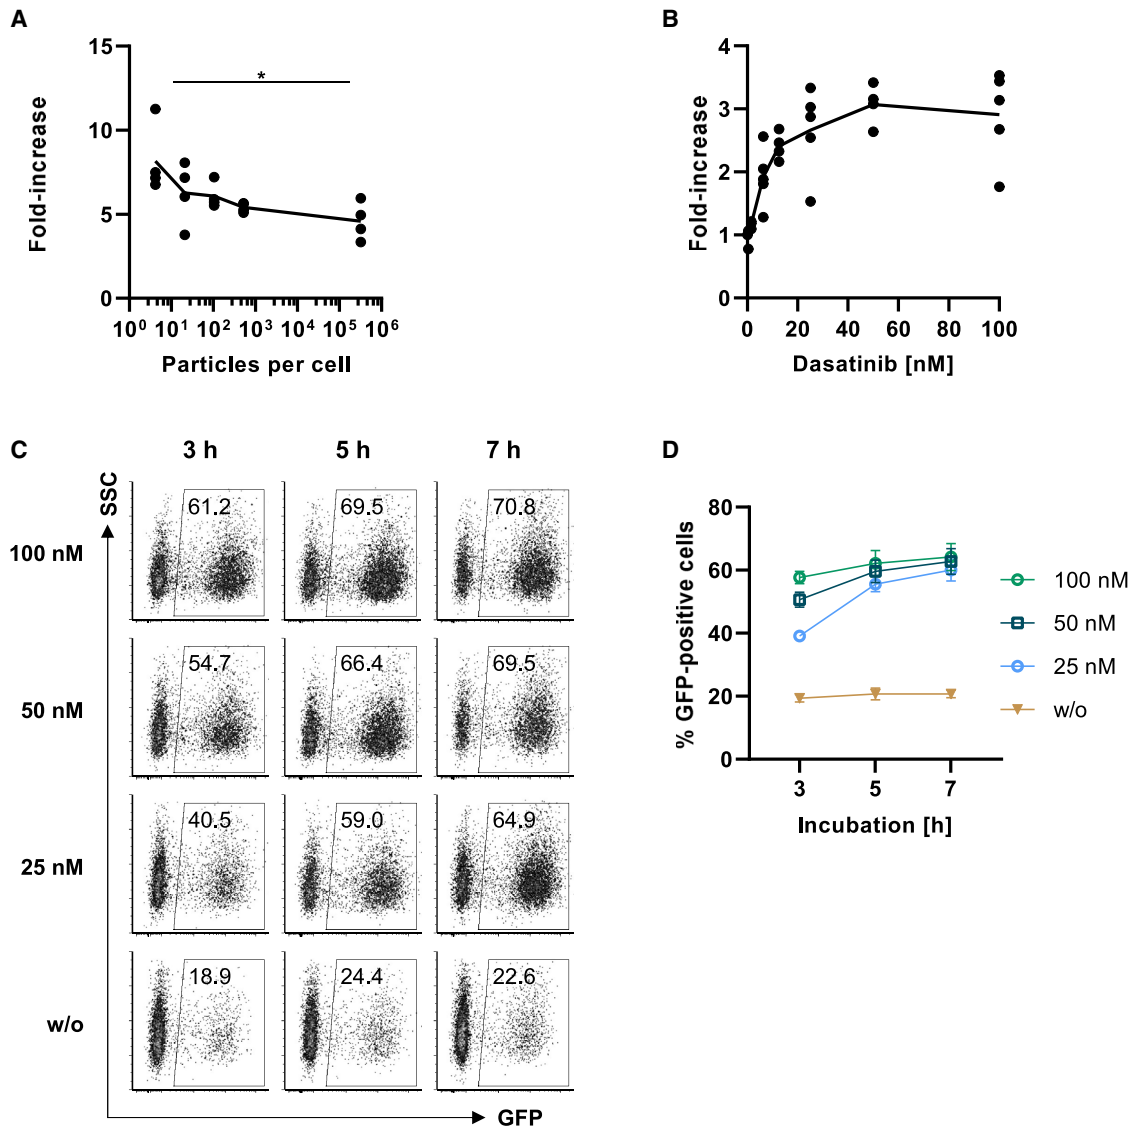 A
15
10
5
0
Fold-increase
*
10⁰ 10¹ 10² 10³ 10⁴ 10⁵ 10⁶
Particles per cell
B
4
3
2
1
0
Fold-increase
0 20 40 60 80 100
Dasatinib [nM]
C
3 h 5 h 7 h
SSC
100 nM
61.2 69.5 70.8
50 nM
54.7 66.4 69.5
25 nM
40.5 59.0 64.9
w/o
18.9 24.4 22.6
GFP
D
80
60
40
20
0
% GFP-positive cells
3 5 7
Incubation [h]
100 nM
50 nM
25 nM
w/o